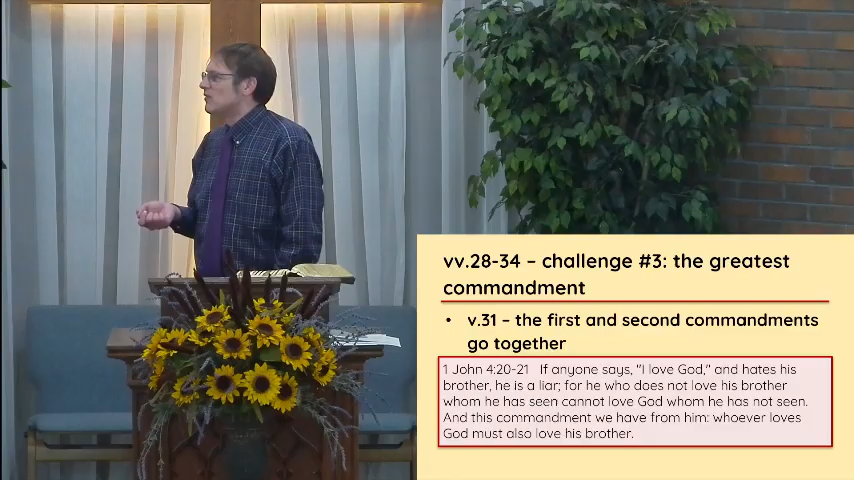 vv.28-34 – challenge #3: the greatest
commandment
• v.31 – the first and second commandments
go together
1 John 4:20-21 If anyone says, "I love God," and hates his
brother, he is a liar; for he who does not love his brother
whom he has seen cannot love God whom he has not seen.
And this commandment we have from him: whoever loves
God must also love his brother.